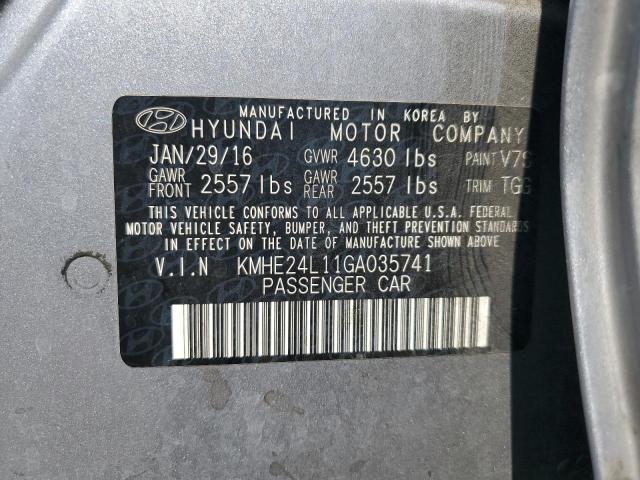 MANUFACTURED IN KOREA BY
HYUNDAI MOTOR COMPANY
JAN/29/16 GVWR 4630 lbs PAINT
GAWR FRONT 2557 lbs GAWR REAR 2557 lbs TRIM TGG
THIS VEHICLE CONFORMS TO ALL APPLICABLE U.S.A. FEDERAL
MOTOR VEHICLE SAFETY, BUMPER, AND THEFT PREVENTION STANDARDS
IN EFFECT ON THE DATE OF MANUFACTURE SHOWN ABOVE.
V.I.N KMHE24L11GA035741
PASSENGER CAR